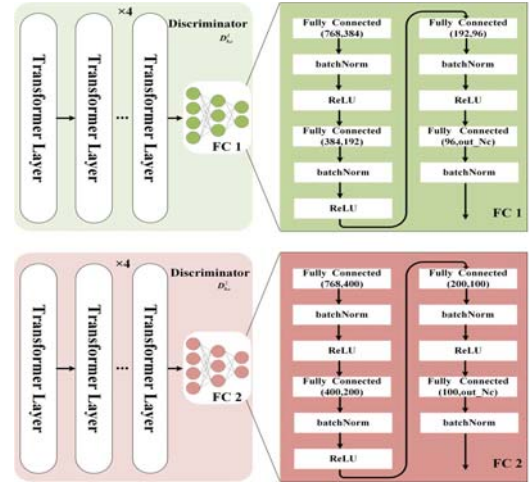 ×4
Discriminator
Transformer Layer
Transformer Layer
...
Transformer Layer
FC 1
Fully Connected
(768,384)
batchNorm
ReLU
Fully Connected
(384,192)
batchNorm
ReLU
Fully Connected
(192,96)
batchNorm
ReLU
Fully Connected
(96,out_Nc)
batchNorm
FC 1
×4
Discriminator
Transformer Layer
Transformer Layer
...
Transformer Layer
FC 2
Fully Connected
(768,400)
batchNorm
ReLU
Fully Connected
(400,200)
batchNorm
ReLU
Fully Connected
(200,100)
batchNorm
ReLU
Fully Connected
(100,out_Nc)
batchNorm
FC 2